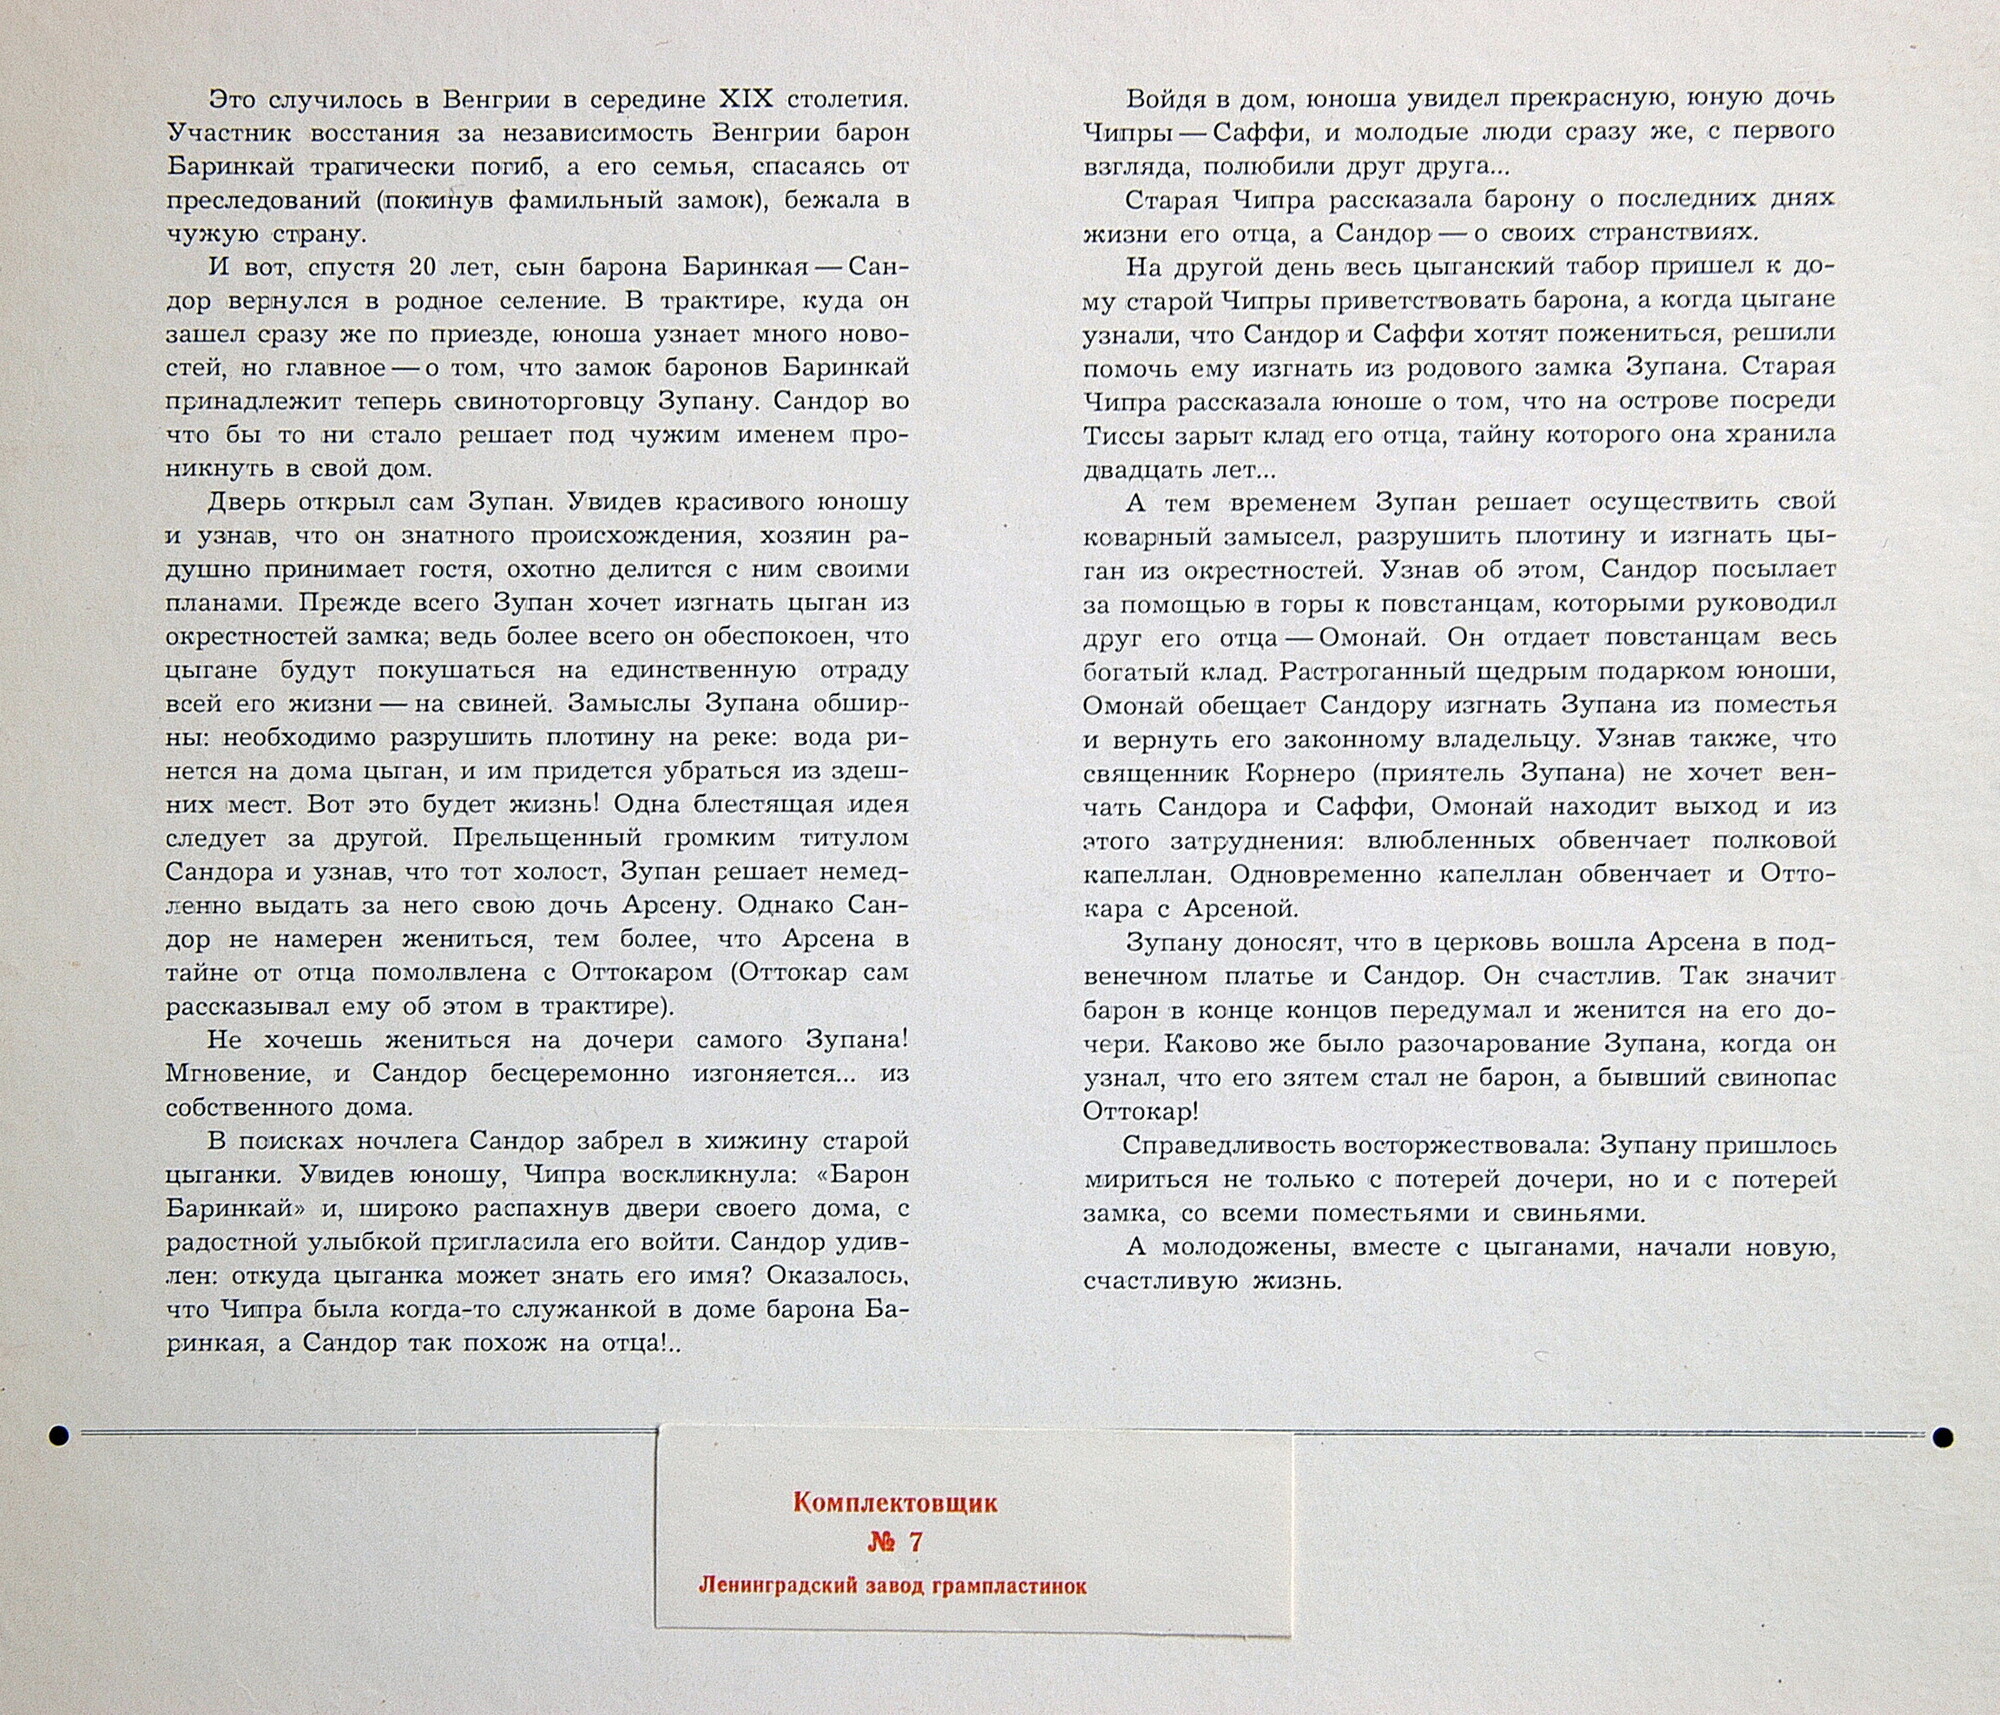 Это случилось в Венгрии в середине XIX столетия.
Участник восстания за независимость Венгрии барон
Баринкай трагически погиб, а его семья, спасаясь от
преследований (покинув фамильный замок), бежала в
чужую страну.
И вот, спустя 20 лет, сын барона Баринкая — Сан-
дор вернулся в родное селение. В трактире, куда он
зашел сразу же по приезде, юноша узнает много ново-
стей, но главное — о том, что замок баронов Баринкай
принадлежит теперь свиноторговцу Зупану. Сандор во
что бы то ни стало решает под чужим именем про-
никнуть в свой дом.
Дверь открыл сам Зупан. Увидев красивого юношу
и узнав, что он знатного происхождения, хозяин ра-
душно принимает гостя, охотно делится с ним своими
планами. Прежде всего Зупан хочет изгнать цыган из
окрестностей замка; ведь более всего он обеспокоен, что
цыгане будут покушаться на единственную отраду
всей его жизни — на свиней. Замыслы Зупана обшир-
ны: необходимо разрушить плотину на реке: вода ри-
нется на дома цыган, и им придется убраться из здеш-
них мест. Вот это будет жизнь! Одна блестящая идея
следует за другой. Прельщенный громким титулом
Сандора и узнав, что тот холост, Зупан решает немед-
ленно выдать за него свою дочь Арсену. Однако Сан-
дор не намерен жениться, тем более, что Арсена в
тайне от отца помолвлена с Оттокаром (Оттокар сам
рассказывал ему об этом в трактире).
Не хочешь жениться на дочери самого Зупана!
Мгновение, и Сандор бесцеремонно изгоняется... из
собственного дома.
В поисках ночлега Сандор забрел в хижину старой
цыганки. Увидев юношу, Чипра воскликнула: «Барон
Баринкай» и, широко распахнув двери своего дома, с
радостной улыбкой пригласила его войти. Сандор удив-
лен: откуда цыганка может знать его имя? Оказалось,
что Чипра была когда-то служанкой в доме барона Ба-
ринкая, а Сандор так похож на отца!..
Войдя в дом, юноша увидел прекрасную, юную дочь
Чипры — Саффи, и молодые люди сразу же, с первого
взгляда, полюбили друг друга...
Старая Чипра рассказала барону о последних днях
жизни его отца, а Сандор — о своих странствиях.
На другой день весь цыганский табор пришел к до-
му старой Чипры приветствовать барона, а когда цыгане
узнали, что Сандор и Саффи хотят пожениться, решили
помочь ему изгнать из родового замка Зупана. Старая
Чипра рассказала юноше о том, что на острове посреди
Тиссы зарыт клад его отца, тайну которого она хранила
двадцать лет...
А тем временем Зупан решает осуществить свой
коварный замысел, разрушить плотину и изгнать цы-
ган из окрестностей. Узнав об этом, Сандор посылает
за помощью в горы к повстанцам, которыми руководил
друг его отца — Омонай. Он отдает повстанцам весь
богатый клад. Растроганный щедрым подарком юноши,
Омонай обещает Сандору изгнать Зупана из поместья
и вернуть его законному владельцу. Узнав также, что
священник Корнеро (приятель Зупана) не хочет вен-
чать Сандора и Саффи, Омонай находит выход и из
этого затруднения: влюбленных обвенчает полковой
капеллан. Одновременно капеллан обвенчает и Отто-
кара с Арсеной.
Зупану доносят, что в церковь вошла Арсена в под-
венечном платье и Сандор. Он счастлив. Так значит
барон в конце концов передумал и женится на его до-
чери. Каково же было разочарование Зупана, когда он
узнал, что его зятем стал не барон, а бывший свинопас
Оттокар!
Справедливость восторжествовала: Зупану пришлось
мириться не только с потерей дочери, но и с потерей
замка, со всеми поместьями и свиньями.
А молодожены, вместе с цыганами, начали новую,
счастливую жизнь.
Комплектовщик
№ 7
Ленинградский завод грампластинок